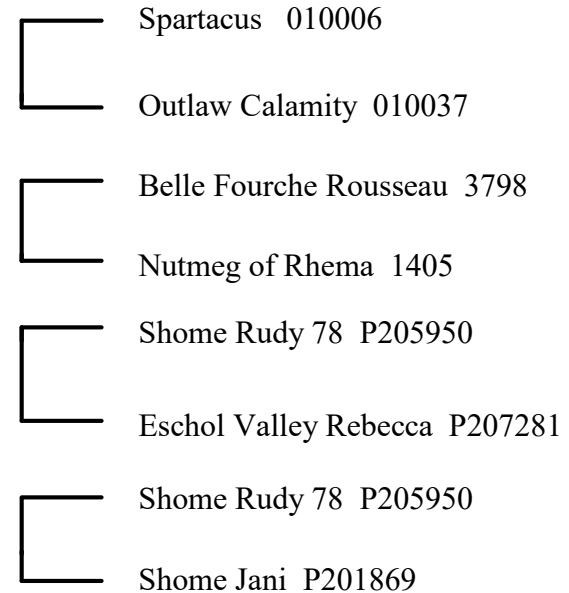 Spartacus 010006
Outlaw Calamity 010037
Belle Fourche Rousseau 3798
Nutmeg of Rhema 1405
Shome Rudy 78 P205950
Eschol Valley Rebecca P207281
Shome Rudy 78 P205950
Shome Jani P201869